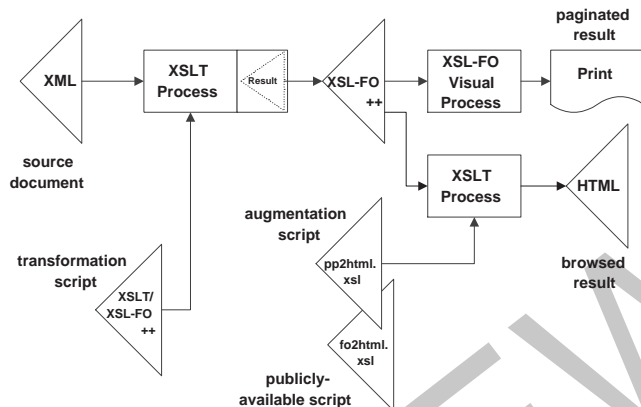 paginated
result
XML
XSLT
Process
Result
XSL-FO
++
XSL-FO
Visual
Process
Print
source
document
XSLT
Process
HTML
augmentation
script
browsed
result
transformation
script
pp2html.
xsl
XSLT/
XSL-FO
++
fo2html.
xsl
publicly-
available script